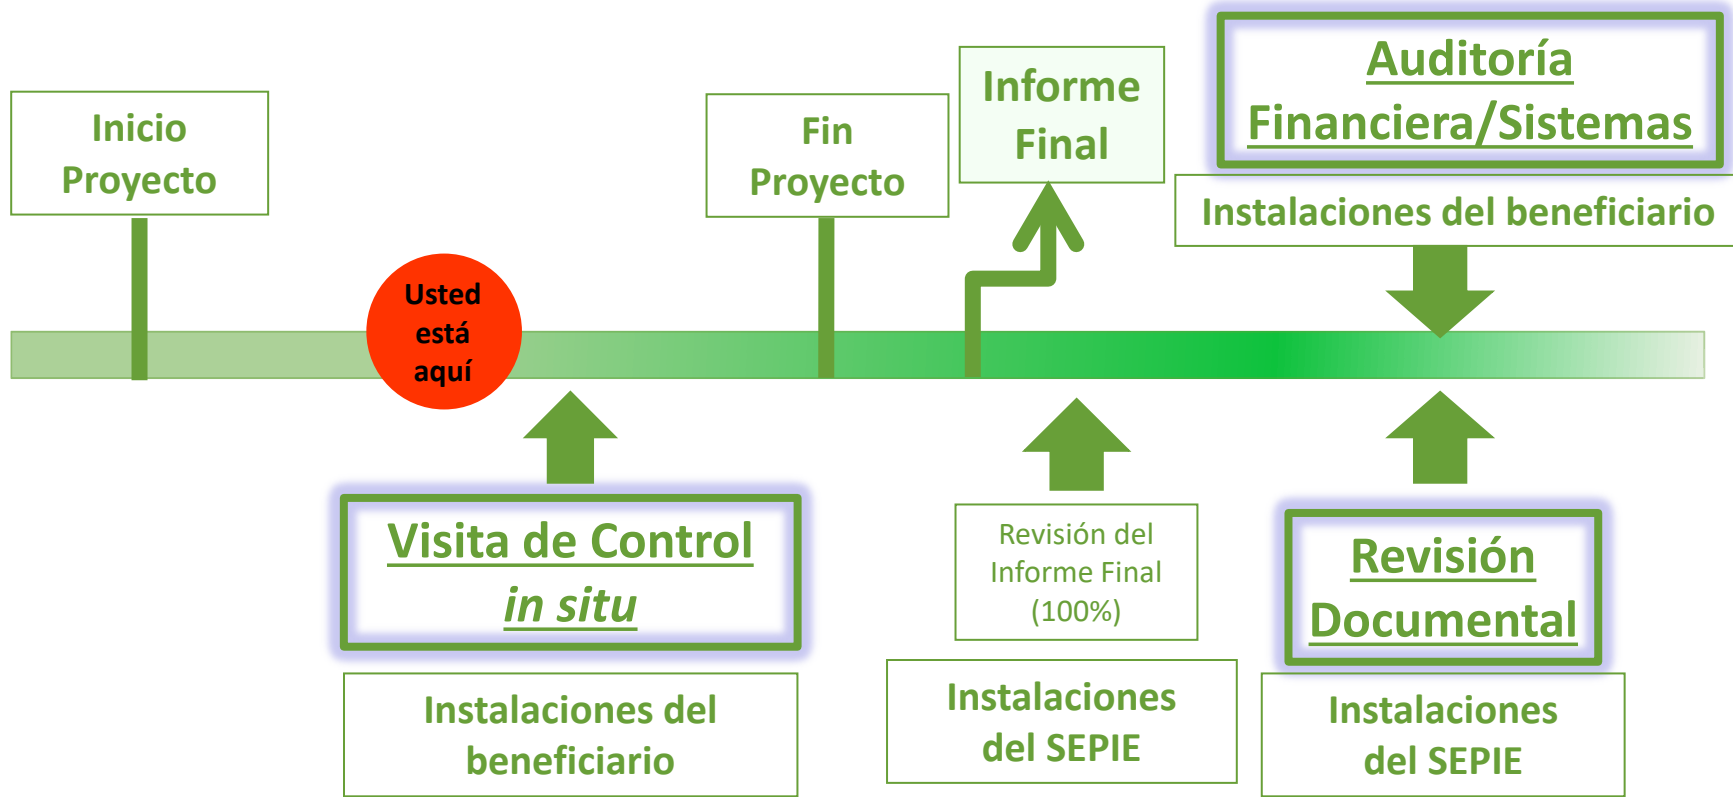 Inicio
Proyecto
Fin
Proyecto
Informe
Final
Auditoría
Financiera/Sistemas
Instalaciones del beneficiario
Usted
está
aquí
Visita de Control
in situ
Instalaciones del
beneficiario
Revisión del
Informe Final
(100%)
Instalaciones
del SEPIE
Revisión
Documental
Instalaciones
del SEPIE